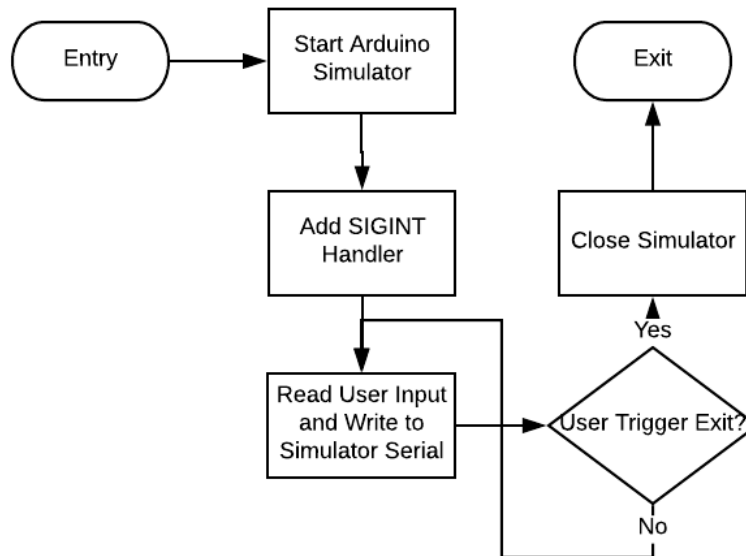 Entry
Start Arduino
Simulator
Exit
Add SIGINT
Handler
Close Simulator
Yes
Read User Input
and Write to
Simulator Serial
User Trigger Exit?
No